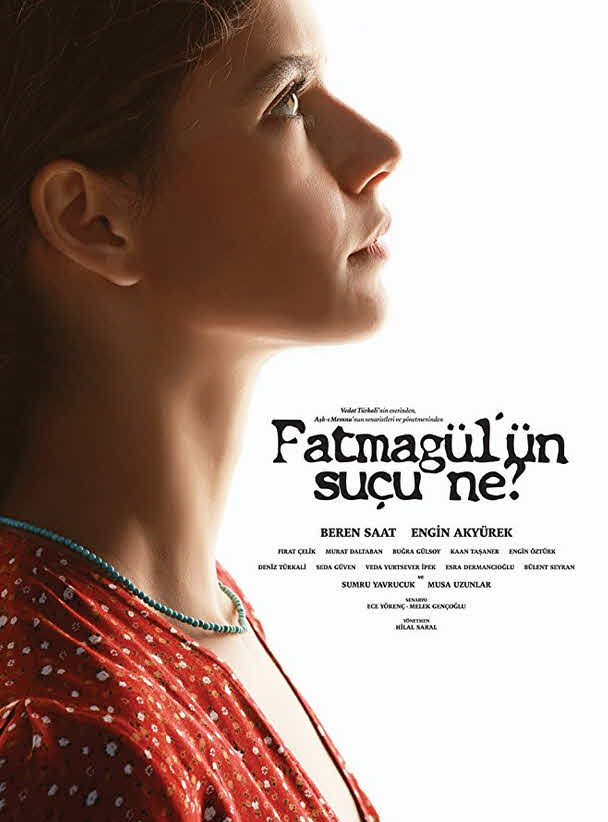 Vedat Türkali'nin eserinden,
Aşk-ı Memnu'nun senaristleri ve yönetmeninden
Fatmagül'ün
suçu ne?
BEREN SAAT ENGİN AKYÜREK
FIRAT ÇELİK MURAT DALTABAN BUĞRA GÜLSOY KAAN TAŞANER ENGİN ÖZTÜRK
DENİZ TÜRKALİ SEDA GÜVEN VEDA YURTSEVER İPEK ESRA DERMANCIOĞLU BÜLENT SEYRAN
ve
SUMRU YAVRUCUK MUSA UZUNLAR
SENARYO
ECE YÖRENÇ - MELEK GENÇOĞLU
YÖNETMEN
HİLAL SARAL